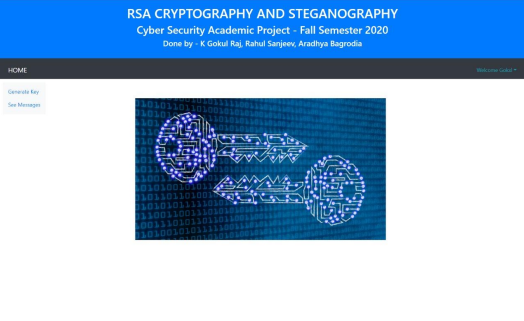 RSA CRYPTOGRAPHY AND STEGANOGRAPHY
Cyber Security Academic Project - Fall Semester 2020
Done by - K Gokul Raj, Rahul Sanjeev, Aradhya Bagrodia
HOME
Welcome Gokul
Generate Key
See Messages